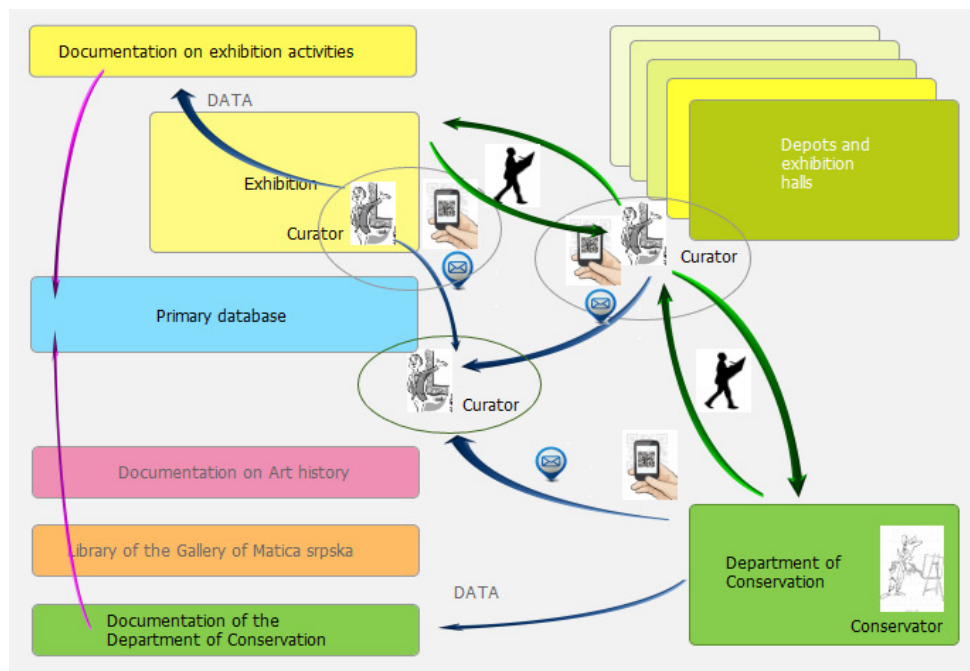 Documentation on exhibition activities
DATA
Depots and
exhibition
halls
Exhibition
Curator
Curator
Primary database
Curator
Documentation on Art history
Library of the Gallery of Matica srpska
Department of
Conservation
DATA
Documentation of the
Department of Conservation
Conservator